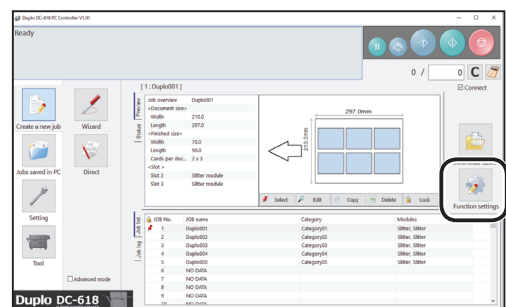 Duplo DC-618 PC Controller V1.01
Ready
0 / 0 C
[ 1 : Duplo001 ]
Connect
Create a new job
Wizard
Jobs saved in PC
Direct
Setting
Tool
Advanced mode
Duplo DC-618
Preview
Status
Job overview Duplo001
<Document size>
Width 210.0
Length 297.0
<Finished size>
Width 70.0
Length 90.0
Cards per doc... 2 x 3
<Slot >
Slot 2 Slitter module
Slot 3 Slitter module
297.0mm
210.0mm
Select Edit Copy Delete Lock
Function settings
Job list
Job log
JOB No. JOB name Category Modules
1 Duplo001 Category01 Slitter, Slitter
2 Duplo002 Category02 Slitter, Slitter
3 Duplo003 Category03 Slitter, Slitter
4 Duplo004 Category04 Slitter, Slitter
5 Duplo005 Category05 Slitter, Slitter
6 NO DATA
7 NO DATA
8 NO DATA
9 NO DATA
10 NO DATA